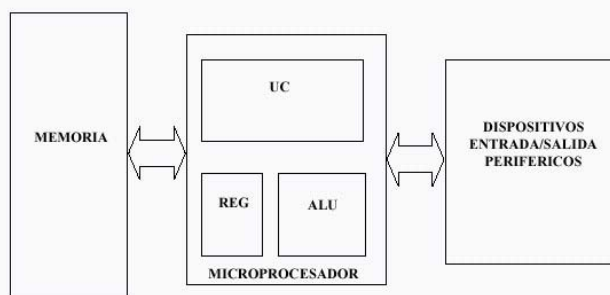 MEMORIA
UC
REG
ALU
MICROPROCESADOR
DISPOSITIVOS
ENTRADA/SALIDA
PERIFERICOS